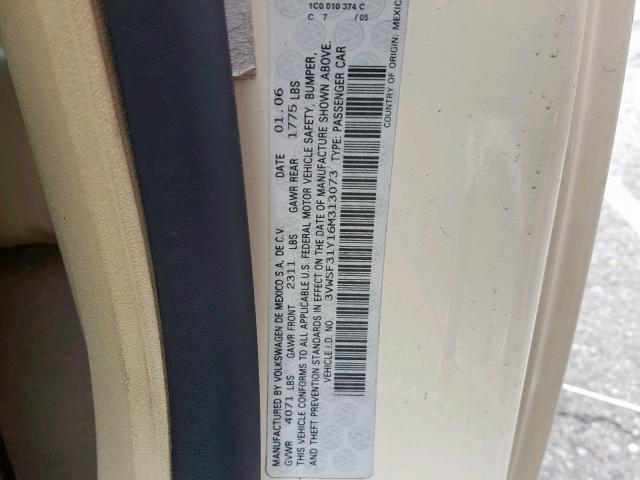 1C0 010 374 C
C 7 /05
MANUFACTURED BY VOLKSWAGEN DE MEXICO S.A. DE C.V. DATE 01.06
GVWR 4071 LBS GAWR FRONT 2311 LBS GAWR REAR 1775 LBS
THIS VEHICLE CONFORMS TO ALL APPLICABLE U.S. FEDERAL MOTOR VEHICLE SAFETY, BUMPER,
AND THEFT PREVENTION STANDARDS IN EFFECT ON THE DATE OF MANUFACTURE SHOWN ABOVE.
VEHICLE I.D. NO. 3VWSF31Y16M313073 TYPE: PASSENGER CAR
COUNTRY OF ORIGIN: MEXIC